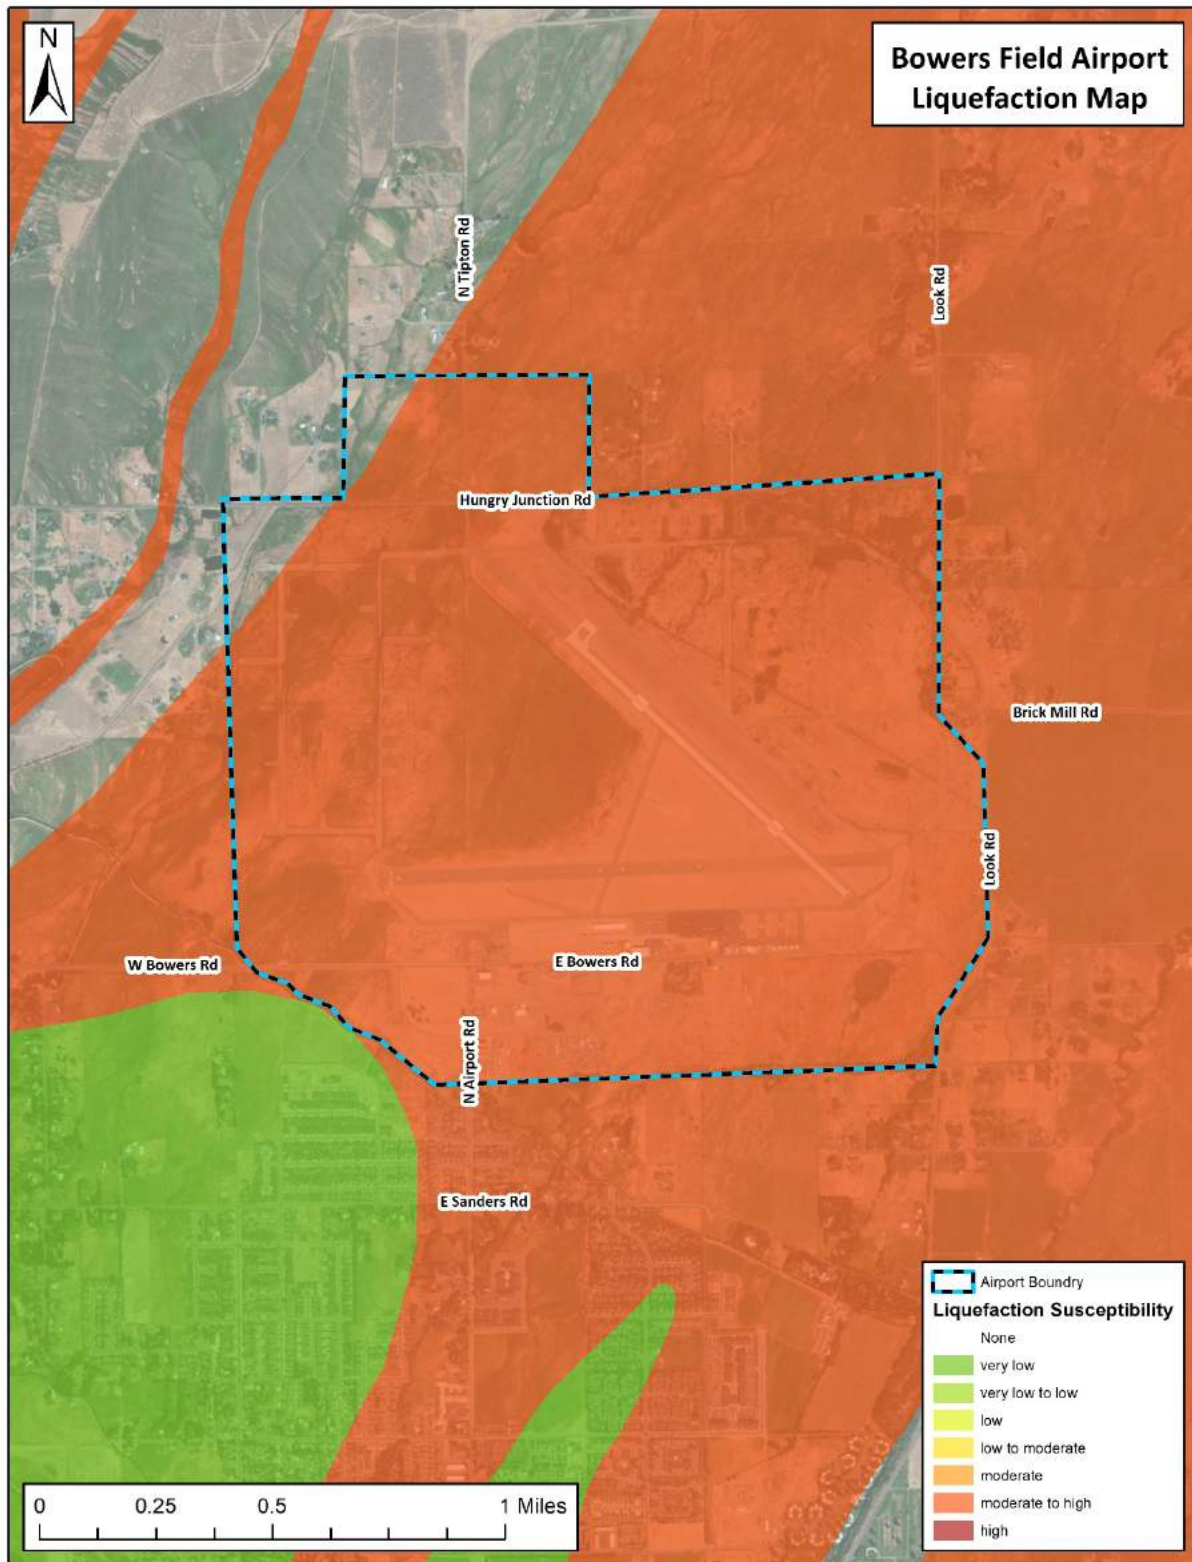 N
Bowers Field Airport
Liquefaction Map
N Tipton Rd
Look Rd
Hungry Junction Rd
Brick Mill Rd
Look Rd
W Bowers Rd
E Bowers Rd
N Airport Rd
E Sanders Rd
Airport Boundry
Liquefaction Susceptibility
None
very low
very low to low
low
low to moderate
moderate
moderate to high
high
0 0.25 0.5 1 Miles